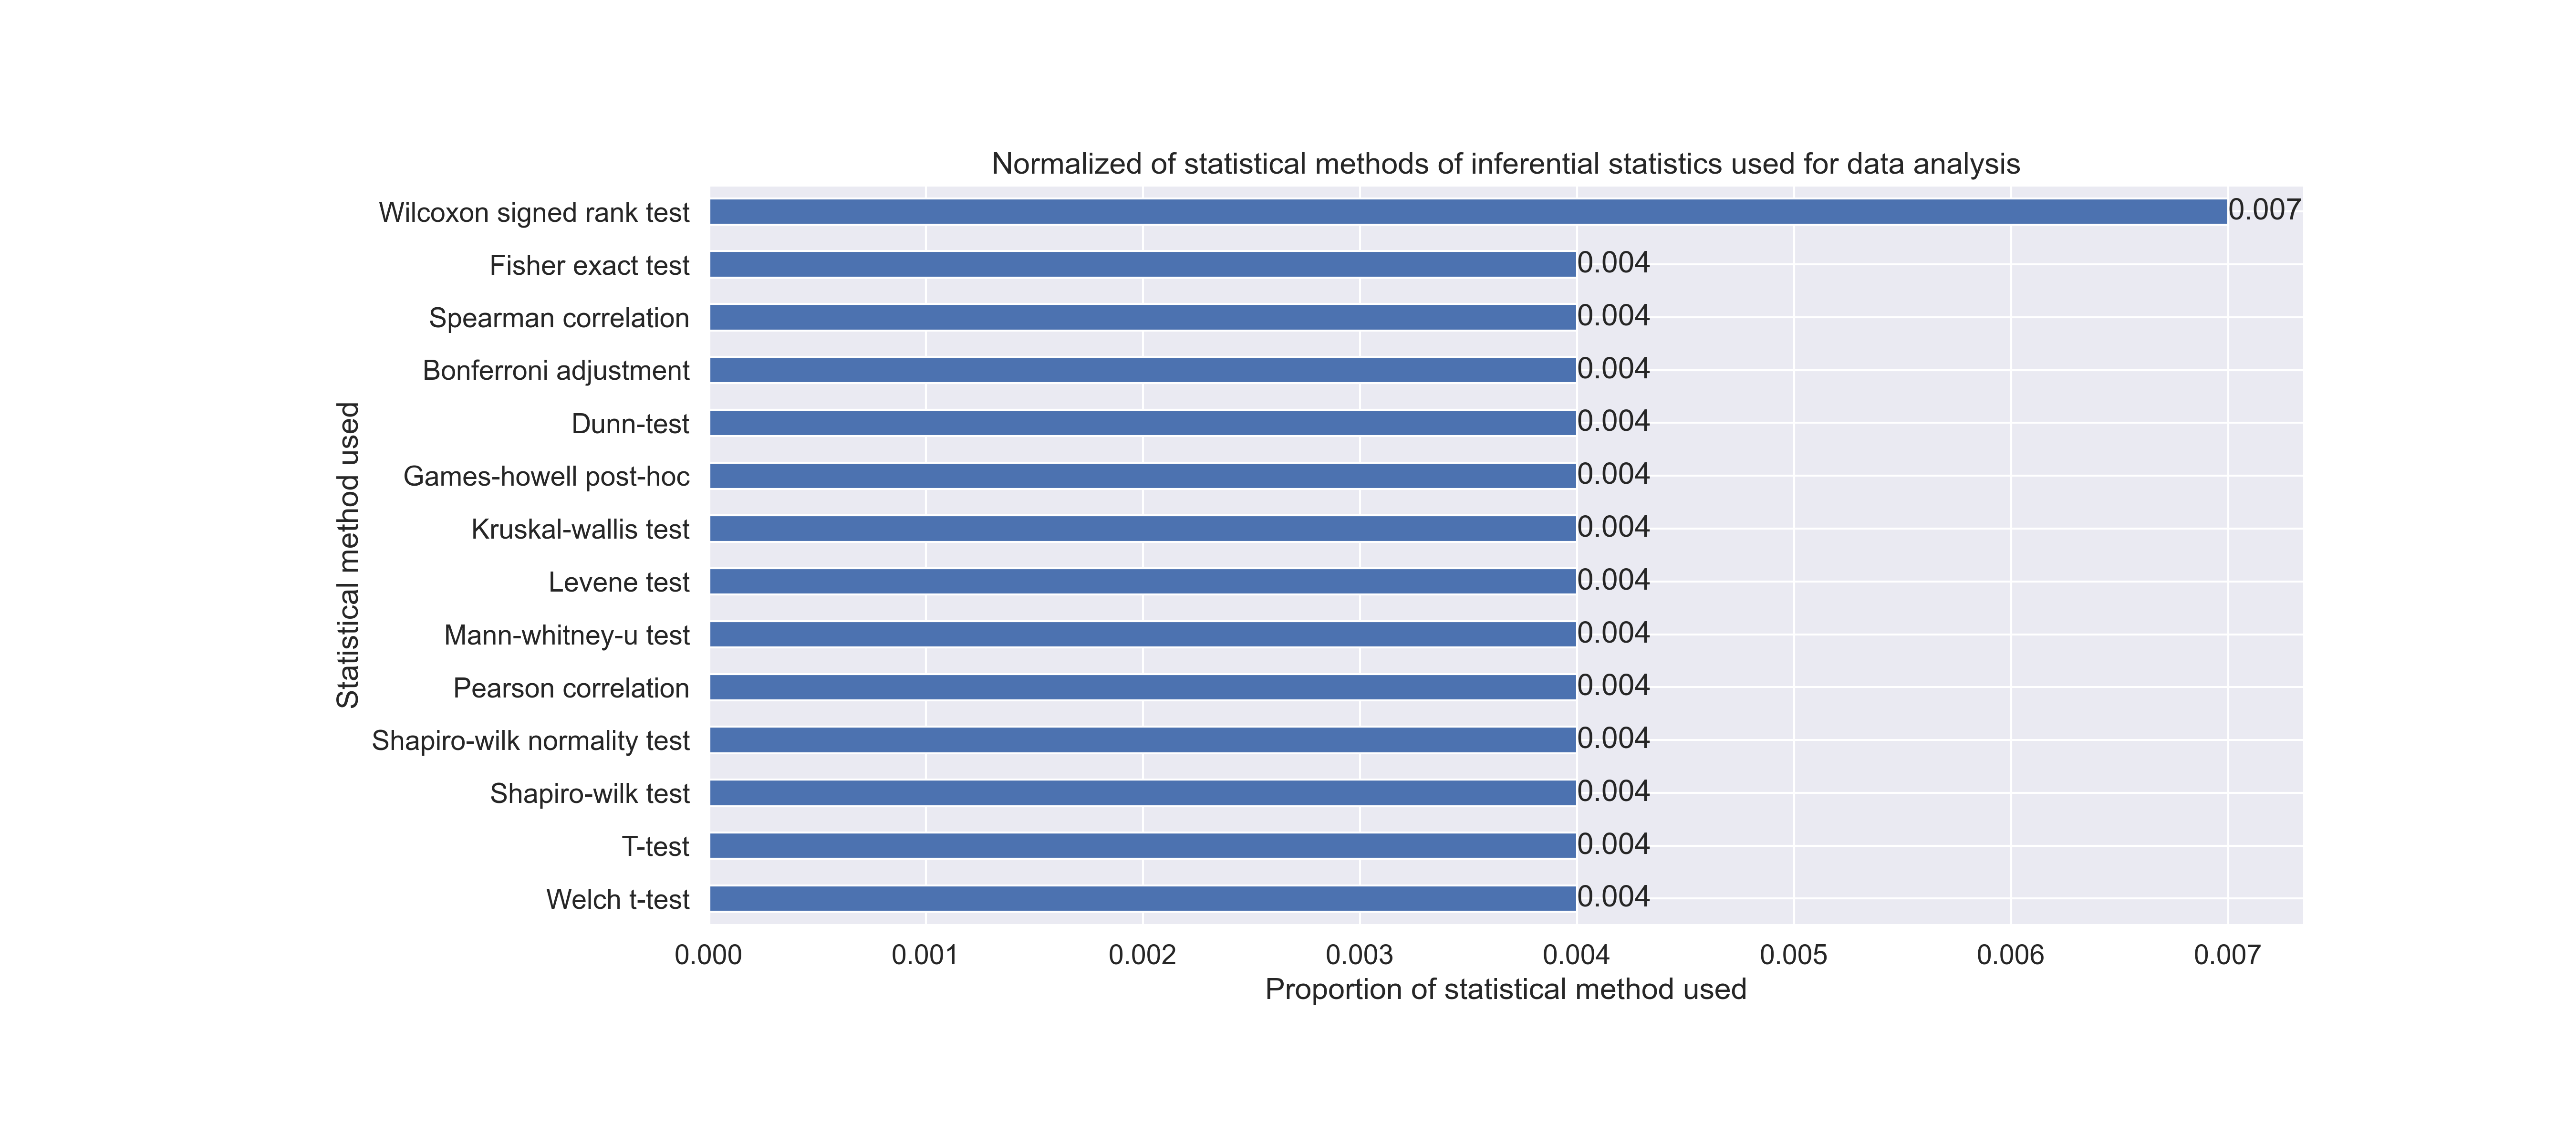 Normalized of statistical methods of inferential statistics used for data analysis
Statistical method used
Wilcoxon signed rank test 0.007
Fisher exact test 0.004
Spearman correlation 0.004
Bonferroni adjustment 0.004
Dunn-test 0.004
Games-howell post-hoc 0.004
Kruskal-wallis test 0.004
Levene test 0.004
Mann-whitney-u test 0.004
Pearson correlation 0.004
Shapiro-wilk normality test 0.004
Shapiro-wilk test 0.004
T-test 0.004
Welch t-test 0.004
0.000 0.001 0.002 0.003 0.004 0.005 0.006 0.007
Proportion of statistical method used